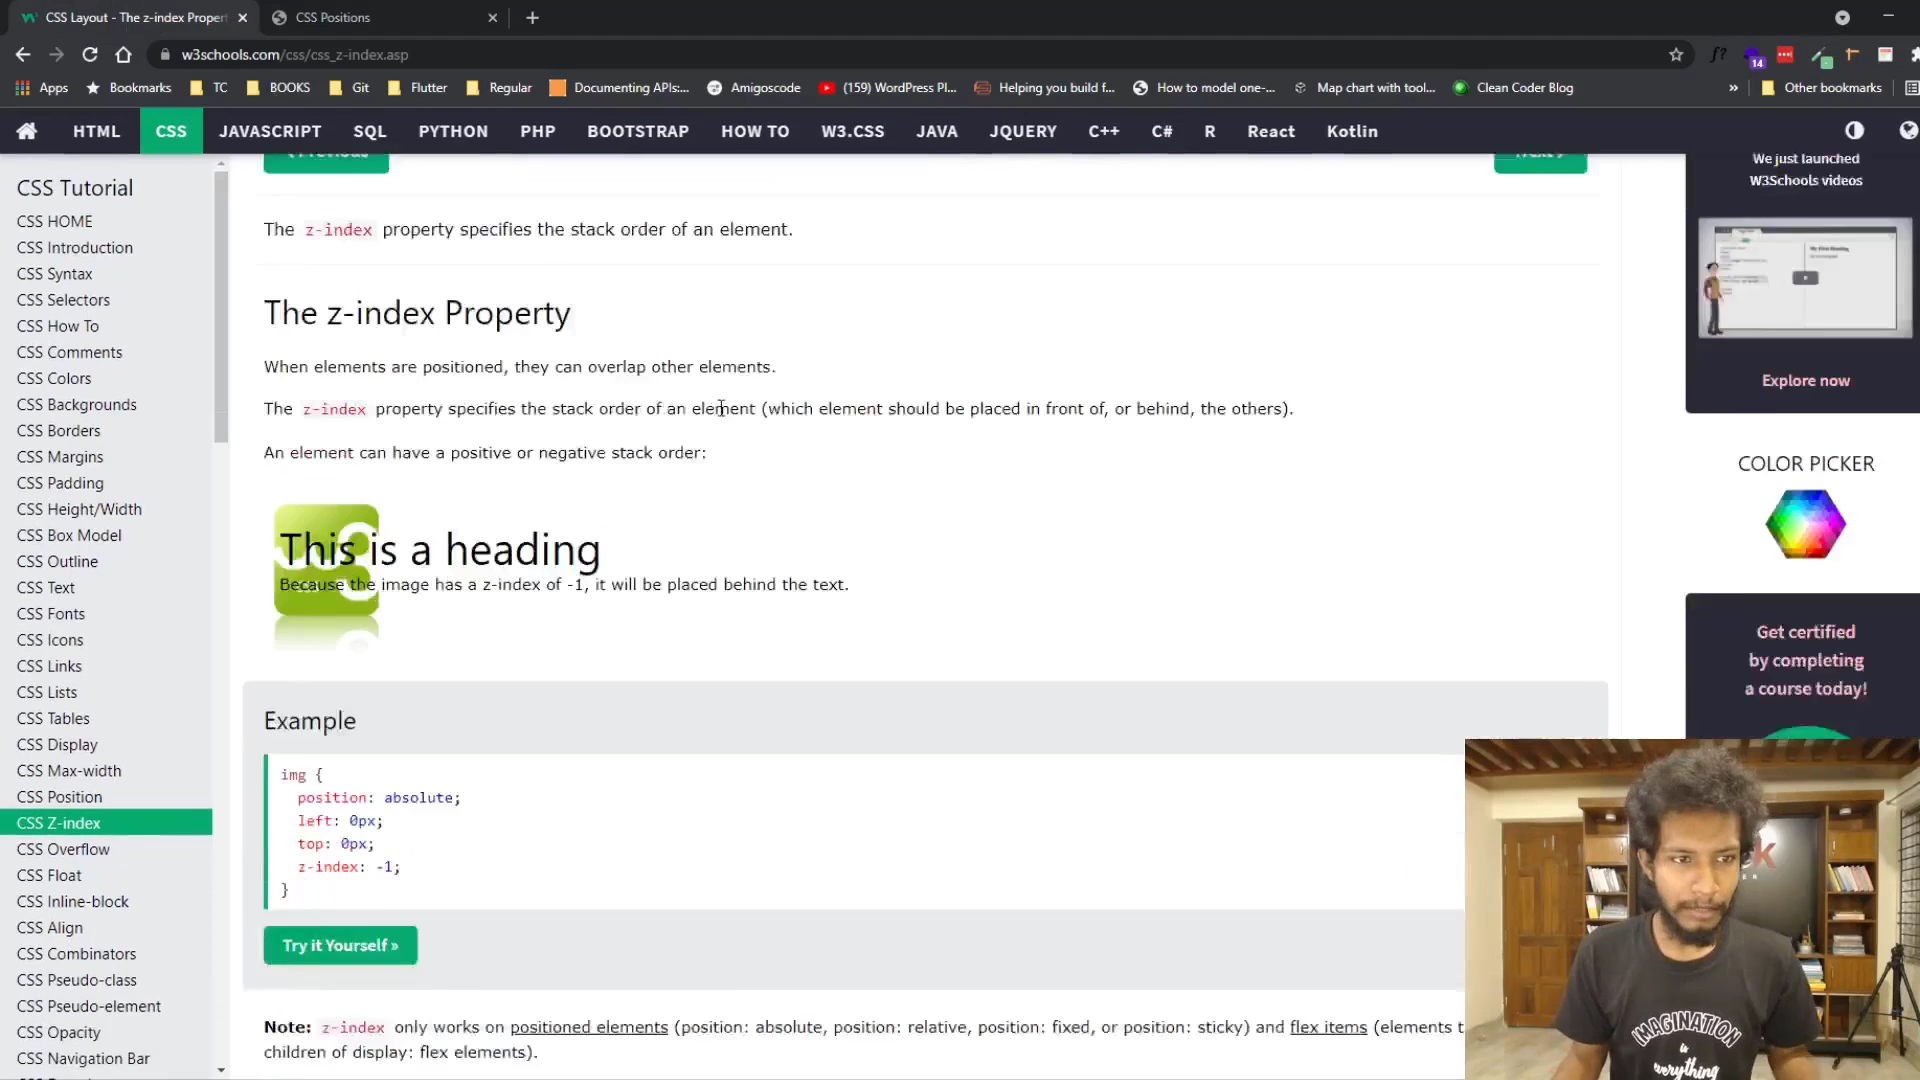 CSS Layout - The z-index Proper
CSS Positions
w3schools.com/css/css_z-index.asp
14
Apps Bookmarks TC BOOKS Git Flutter Regular Documenting APIs:... Amigoscode (159) WordPress Pl... Helping you build f... How to model one-... Map chart with tool... Clean Coder Blog » Other bookmarks
HTML CSS JAVASCRIPT SQL PYTHON PHP BOOTSTRAP HOW TO W3.CSS JAVA JQUERY C++ C# R React Kotlin
CSS Tutorial
CSS HOME
CSS Introduction
CSS Syntax
CSS Selectors
CSS How To
CSS Comments
CSS Colors
CSS Backgrounds
CSS Borders
CSS Margins
CSS Padding
CSS Height/Width
CSS Box Model
CSS Outline
CSS Text
CSS Fonts
CSS Icons
CSS Links
CSS Lists
CSS Tables
CSS Display
CSS Max-width
CSS Position
CSS Z-index
CSS Overflow
CSS Float
CSS Inline-block
CSS Align
CSS Combinators
CSS Pseudo-class
CSS Pseudo-element
CSS Opacity
CSS Navigation Bar
The z-index property specifies the stack order of an element.
The z-index Property
When elements are positioned, they can overlap other elements.
The z-index property specifies the stack order of an element (which element should be placed in front of, or behind, the others).
An element can have a positive or negative stack order:
This is a heading
Because the image has a z-index of -1, it will be placed behind the text.
Example
img {
position: absolute;
left: 0px;
top: 0px;
z-index: -1;
}
Try it Yourself »
Note: z-index only works on positioned elements (position: absolute, position: relative, position: fixed, or position: sticky) and flex items (elements t
children of display: flex elements).
We just launched
W3Schools videos
Explore now
COLOR PICKER
Get certified
by completing
a course today!
IMAGINATION
is
everything